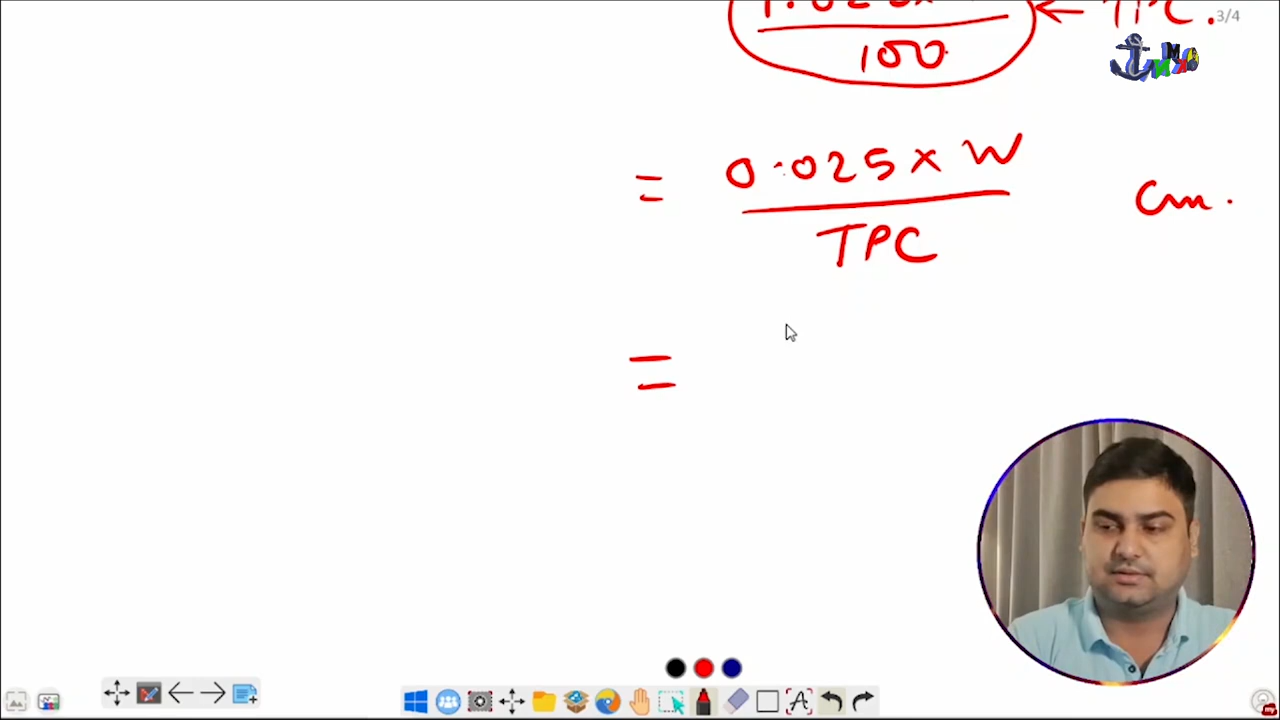 ← TPC. 3/4
100
= 0.025 x W cm.
TPC
=